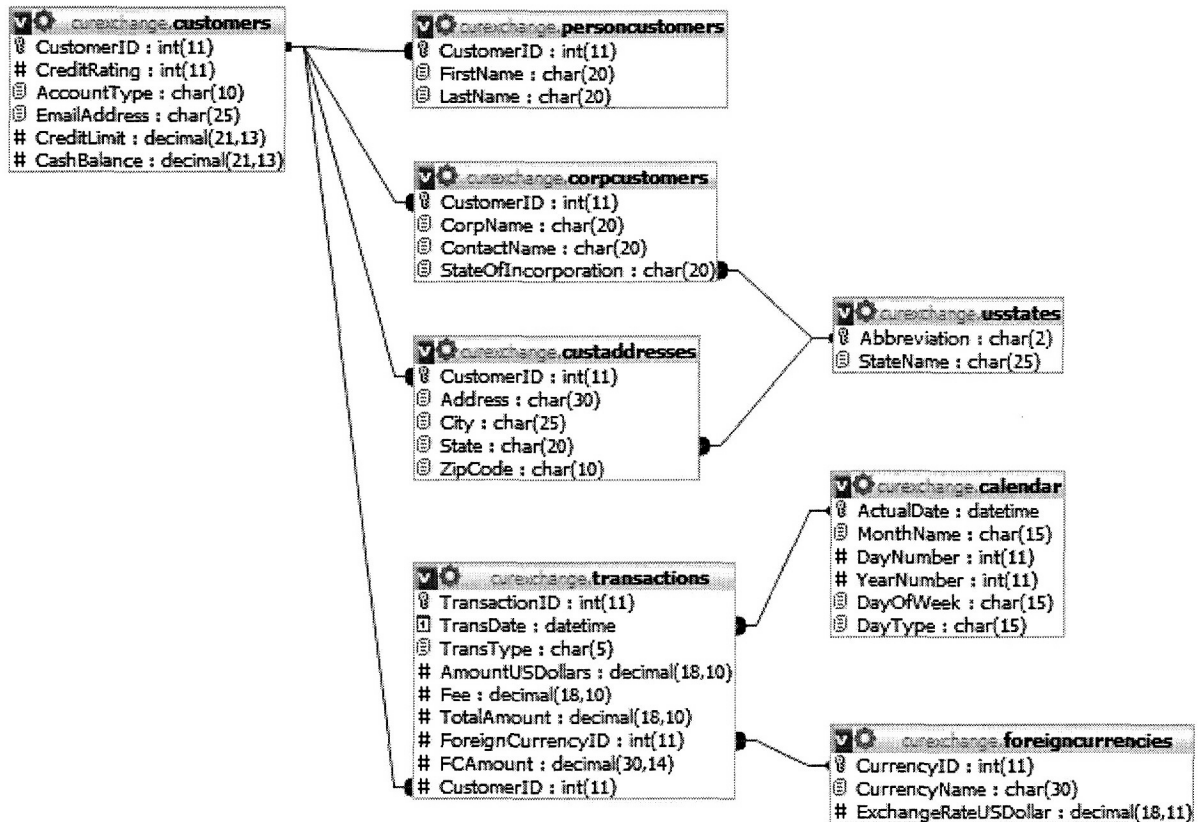 curexchange.customers
CustomerID : int(11)
# CreditRating : int(11)
AccountType : char(10)
EmailAddress : char(25)
# CreditLimit : decimal(21,13)
# CashBalance : decimal(21,13)
curexchange.personcustomers
CustomerID : int(11)
FirstName : char(20)
LastName : char(20)
curexchange.corpcustomers
CustomerID : int(11)
CorpName : char(20)
ContactName : char(20)
StateOfIncorporation : char(20)
curexchange.usstates
Abbreviation : char(2)
StateName : char(25)
curexchange.custaddresses
CustomerID : int(11)
Address : char(30)
City : char(25)
State : char(20)
ZipCode : char(10)
curexchange.calendar
ActualDate : datetime
MonthName : char(15)
# DayNumber : int(11)
# YearNumber : int(11)
DayOfWeek : char(15)
DayType : char(15)
curexchange.transactions
TransactionID : int(11)
TransDate : datetime
TransType : char(5)
# AmountUSDollars : decimal(18,10)
# Fee : decimal(18,10)
# TotalAmount : decimal(18,10)
# ForeignCurrencyID : int(11)
# FCAmount : decimal(30,14)
# CustomerID : int(11)
curexchange.foreigncurrencies
CurrencyID : int(11)
CurrencyName : char(30)
# ExchangeRateUSDollar : decimal(18,11)